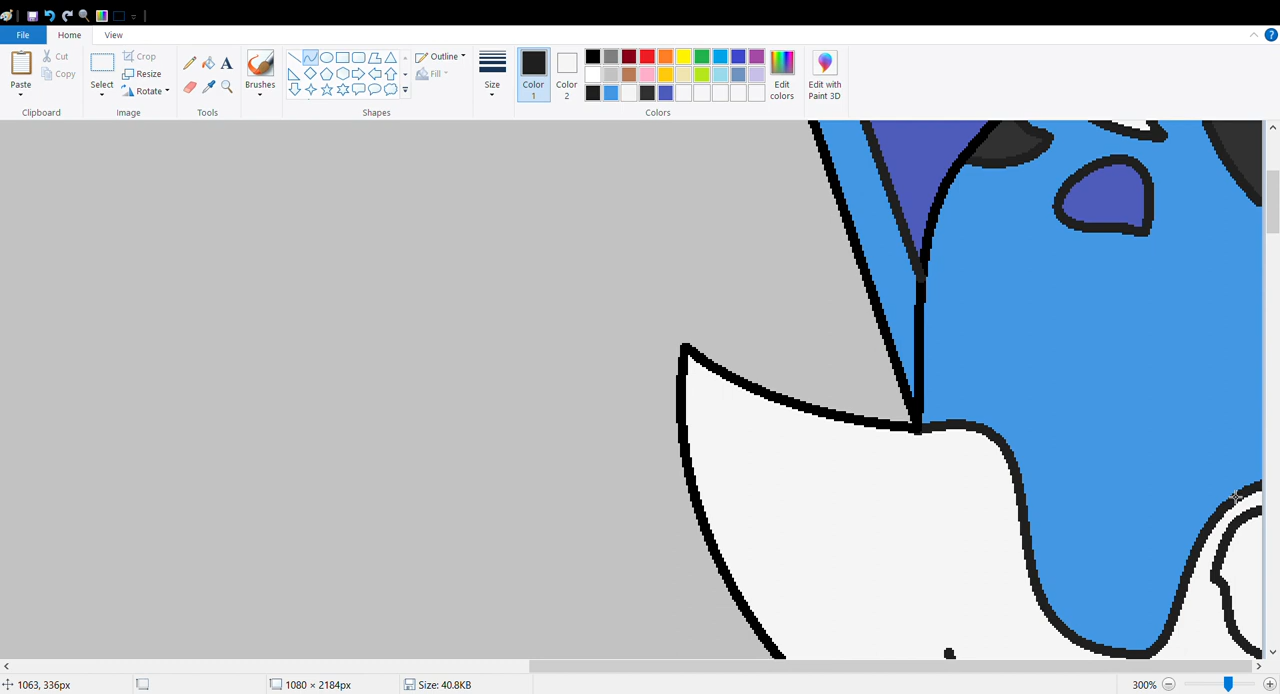 File Home View
Paste Cut Copy
Clipboard
Select Crop Resize Rotate
Image
A
Tools
Brushes
Outline Fill
Shapes
Size
Color 1 Color 2
Edit colors
Colors
Edit with Paint 3D
1063, 336px
1080 × 2184px
Size: 40.8KB
300%